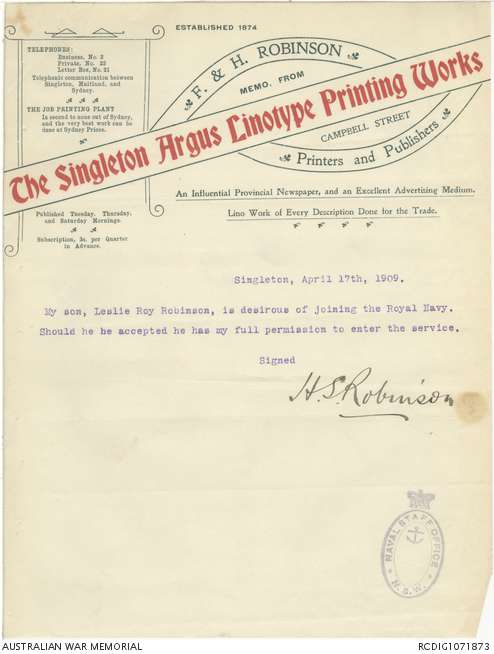 ESTABLISHED 1874
TELEPHONES:
Business, No. 3
Private, No. 23
Letter Box, No. 21
Telephonic communication between
Singleton, Maitland, and
Sydney.
THE JOB PRINTING PLANT
Is second to none out of Sydney,
and the very best work can be
done at Sydney Prices.
F. & H. ROBINSON
MEMO. FROM
The Singleton Argus Linotype Printing Works
CAMPBELL STREET
Printers and Publishers
An Influential Provincial Newspaper, and an Excellent Advertising Medium.
Lino Work of Every Description Done for the Trade.
Published Tuesday, Thursday,
and Saturday Mornings.
Subscription, 3s. per Quarter
in Advance.
Singleton, April 17th, 1909.
My son, Leslie Roy Robinson, is desirous of joining the Royal Navy.
Should he be accepted he has my full permission to enter the service.
Signed
H.S. Robinson
NAVAL STAFF OFFICE
N.S.W.
AUSTRALIAN WAR MEMORIAL
RCDIG1071873